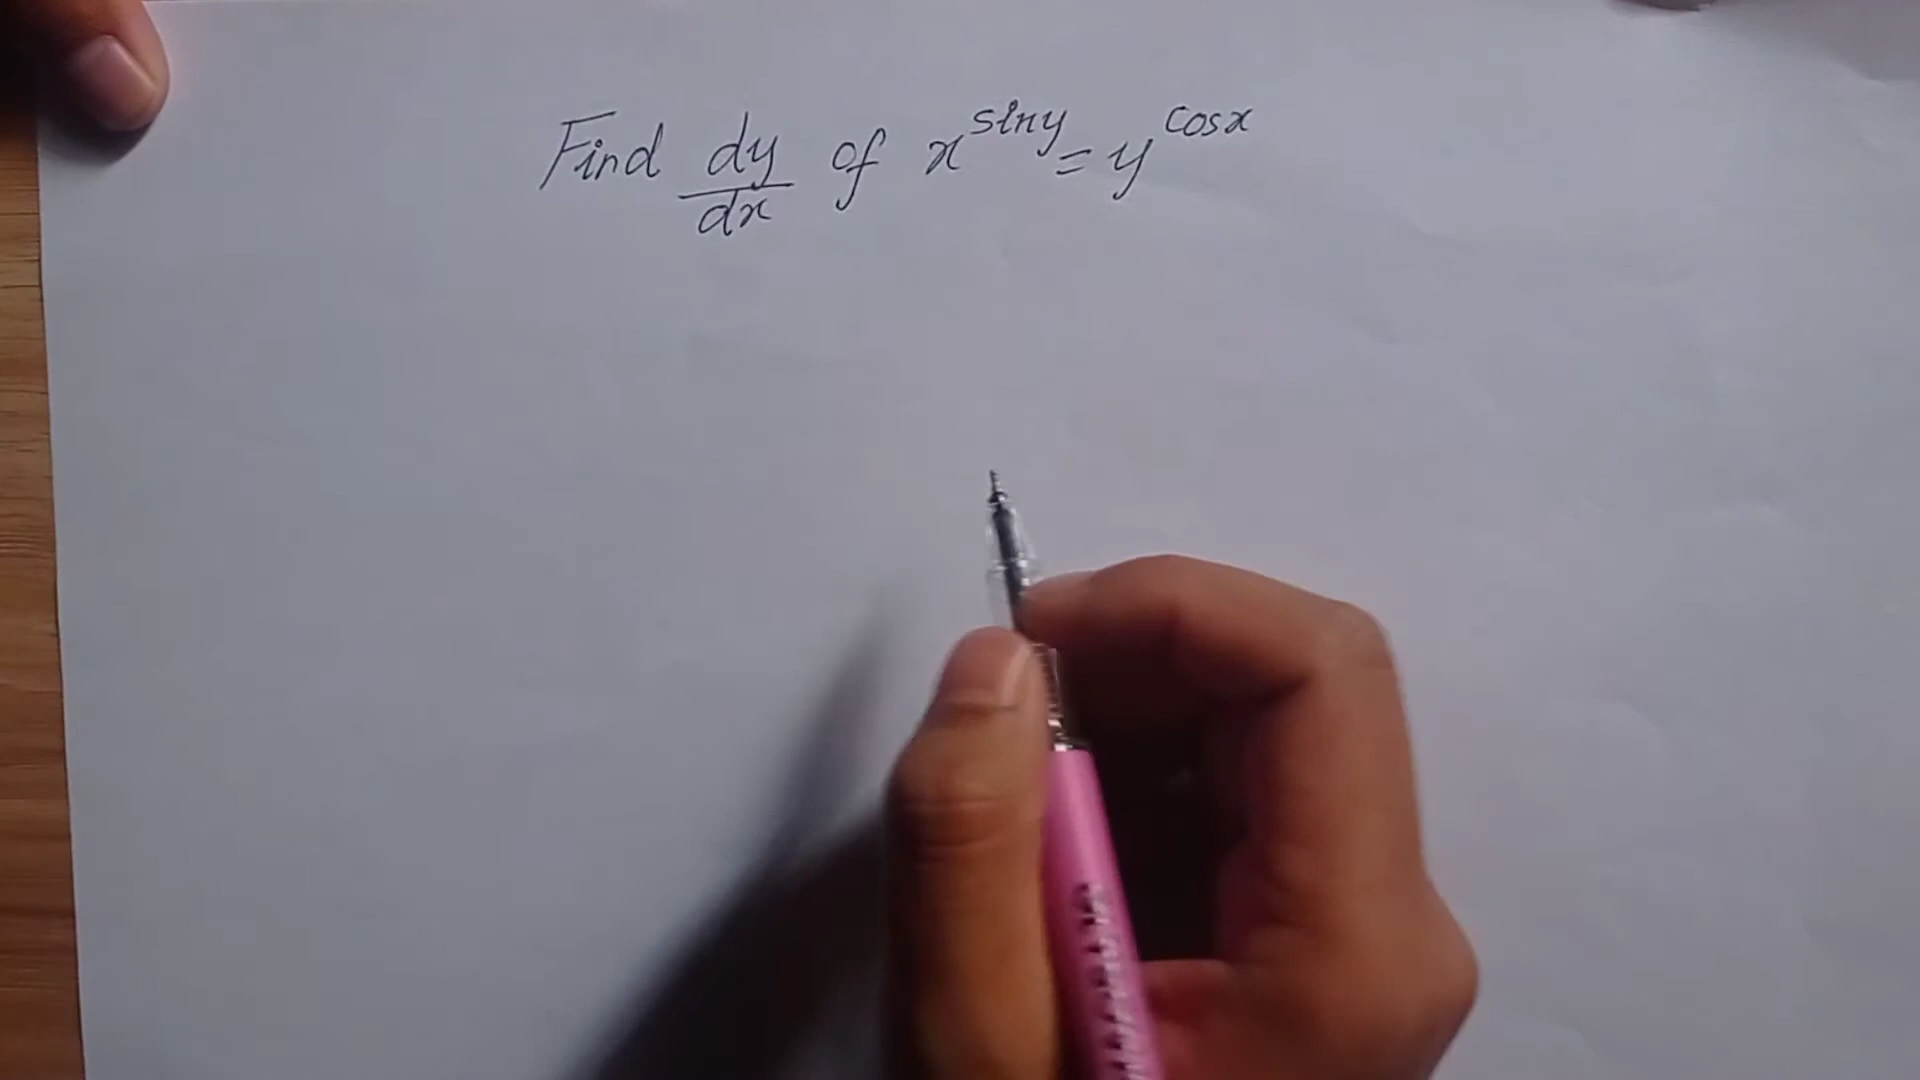 Find dy/dx of x^siny = y^cosx